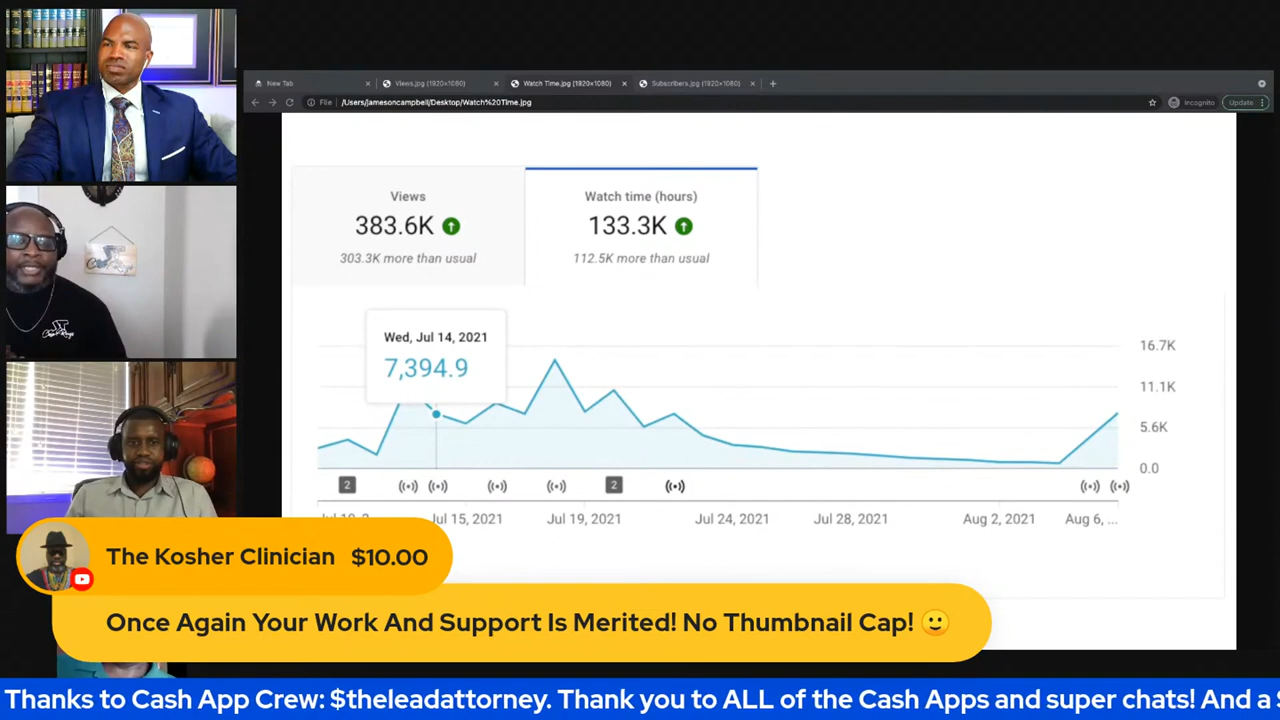 New Tab
Views.jpg (1920×1080)
Watch Time.jpg (1920×1080)
Subscribers.jpg (1920×1080)
File
/Users/jamesoncampbell/Desktop/Watch%20Time.jpg
Incognito
Update
Views
383.6K
303.3K more than usual
Watch time (hours)
133.3K
112.5K more than usual
Wed, Jul 14, 2021
7,394.9
16.7K
11.1K
5.6K
0.0
2
2
Jul 15, 2021
Jul 19, 2021
Jul 24, 2021
Jul 28, 2021
Aug 2, 2021
Aug 6, ...
The Kosher Clinician $10.00
Once Again Your Work And Support Is Merited! No Thumbnail Cap! 🙂
Thanks to Cash App Crew: $theleadattorney. Thank you to ALL of the Cash Apps and super chats! And a